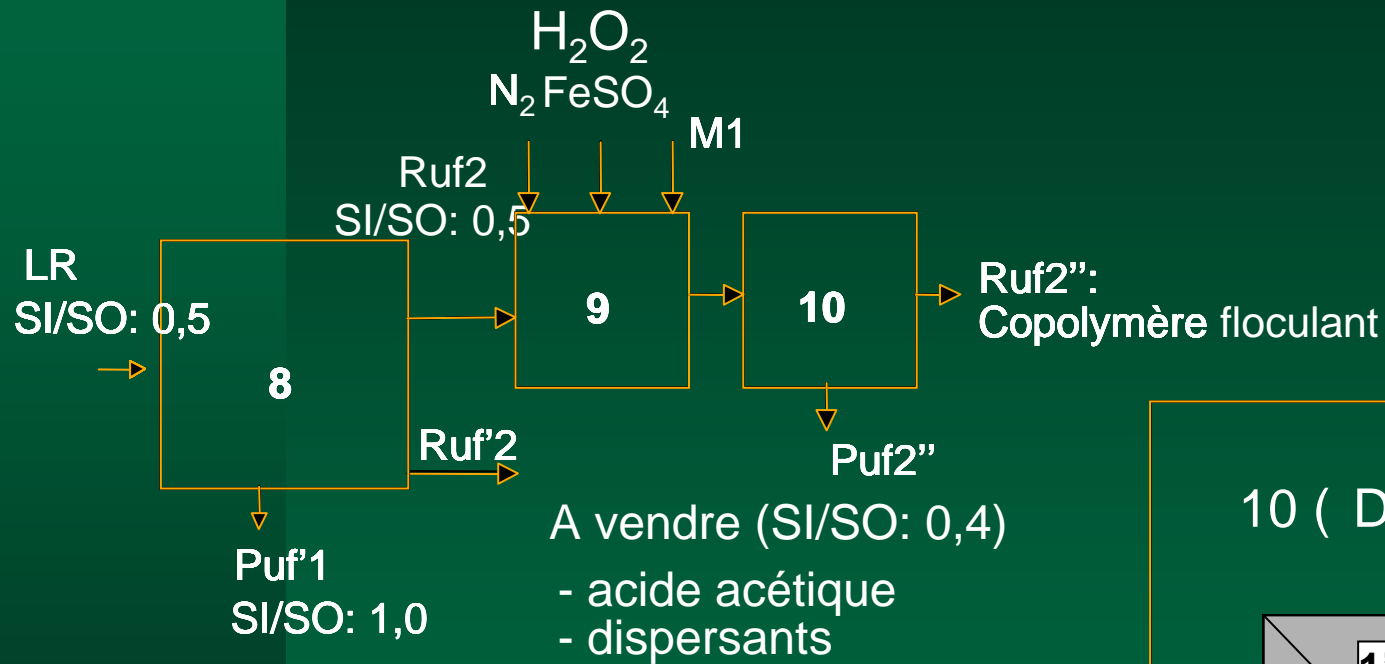 H₂O₂
N₂ FeSO₄
M1
Ruf2
SI/SO: 0,5
LR
SI/SO: 0,5
8
9
10
Ruf2”:
Copolymère floculant
Ruf'2
Puf2”
Puf'1
SI/SO: 1,0
A vendre (SI/SO: 0,4)
- acide acétique
- dispersants
10 ( D